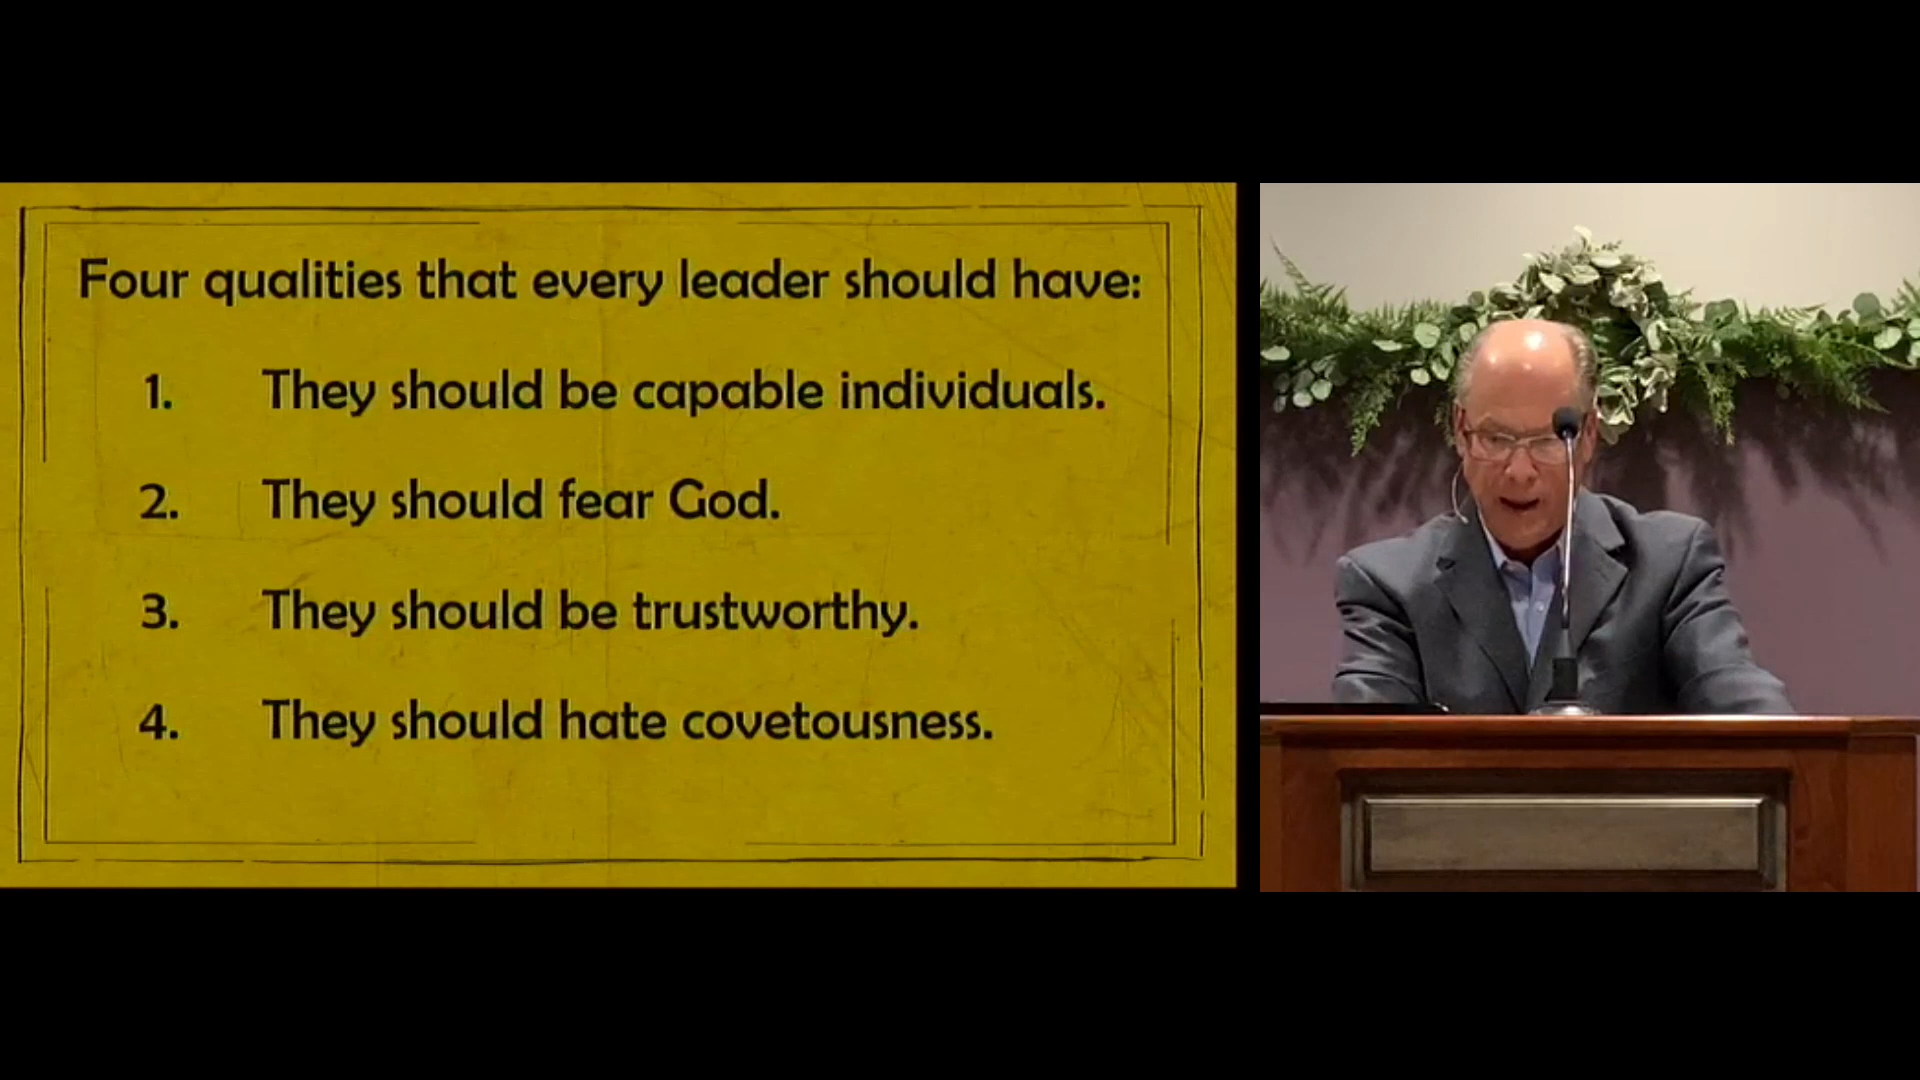 Four qualities that every leader should have:
1. They should be capable individuals.
2. They should fear God.
3. They should be trustworthy.
4. They should hate covetousness.